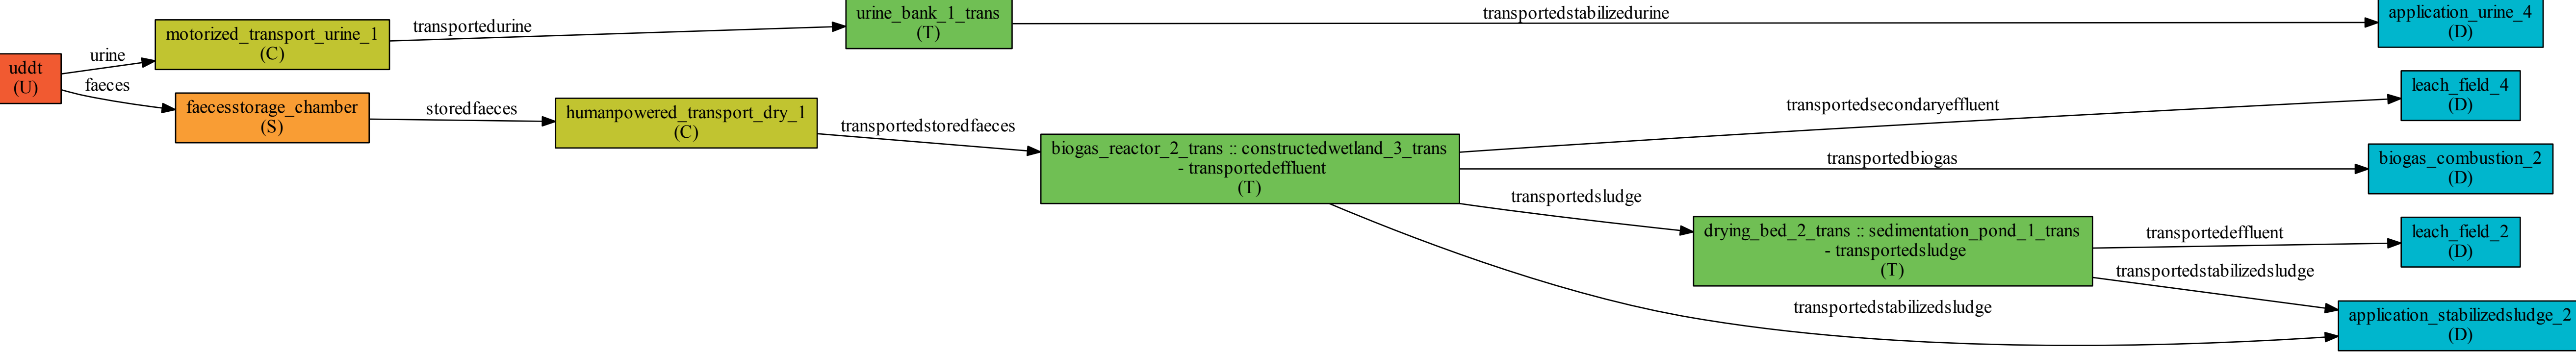 uddt
(U)
urine
faeces
motorized_transport_urine_1
(C)
transportedurine
urine_bank_1_trans
(T)
transportedstabilizedurine
application_urine_4
(D)
faecesstorage_chamber
(S)
storedfaeces
humanpowered_transport_dry_1
(C)
transportedstoredfaeces
biogas_reactor_2_trans :: constructedwetland_3_trans
- transportedeffluent
(T)
transportedsecondaryeffluent
leach_field_4
(D)
transportedbiogas
biogas_combustion_2
(D)
transportedsludge
drying_bed_2_trans :: sedimentation_pond_1_trans
- transportedsludge
(T)
transportedeffluent
leach_field_2
(D)
transportedstabilizedsludge
transportedstabilizedsludge
application_stabilizedsludge_2
(D)